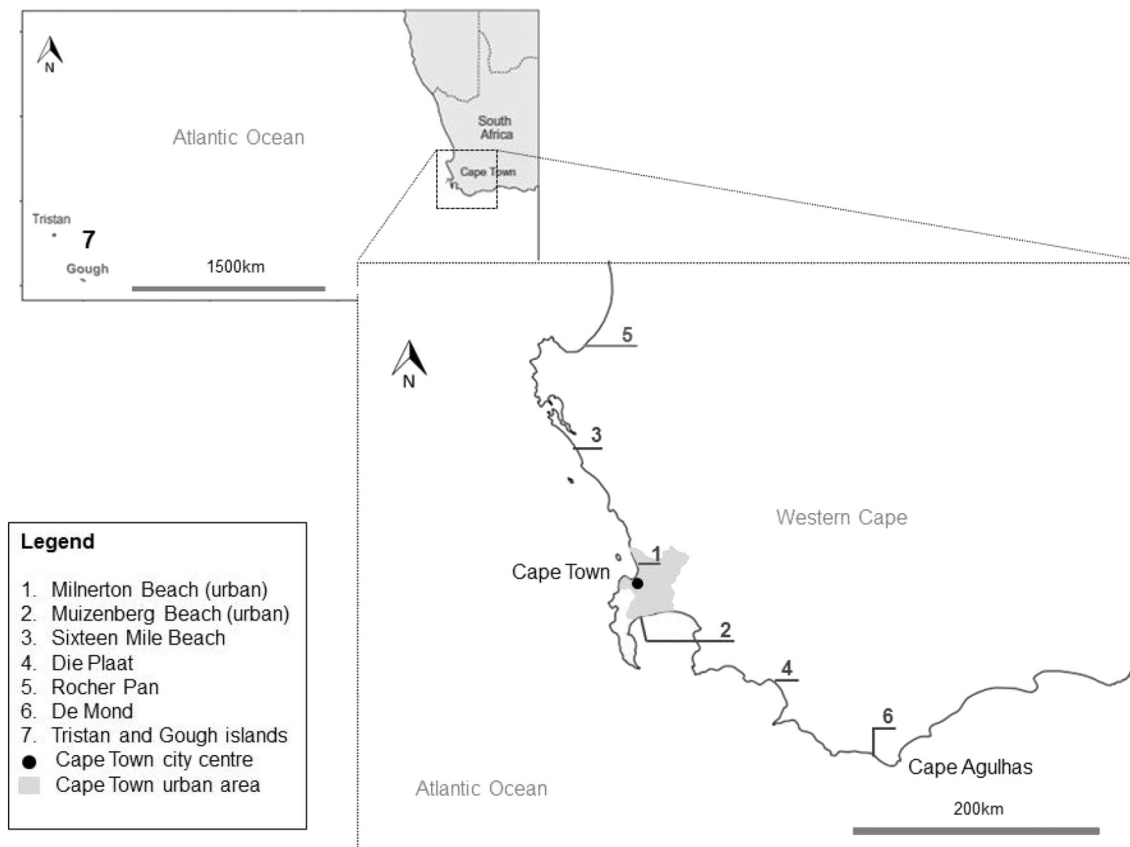 N
Atlantic Ocean
South
Africa
Cape Town
Tristan
7
Gough
1500km
5
N
3
Western Cape
1
Cape Town
2
4
6
Cape Agulhas
Atlantic Ocean
200km
Legend
1. Milnerton Beach (urban)
2. Muizenberg Beach (urban)
3. Sixteen Mile Beach
4. Die Plaat
5. Rocher Pan
6. De Mond
7. Tristan and Gough islands
Cape Town city centre
Cape Town urban area